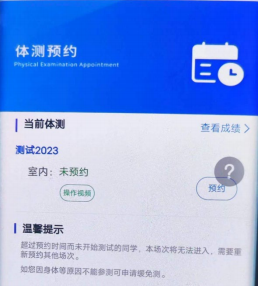 体测预约
Physical Examination Appointment
当前体测
查看成绩 >
测试2023
室内：未预约
?
操作视频
预约
温馨提示
超过预约时间而未开始测试的同学，本场次将无法进入，需要重
新预约其他场次。
如您因身体等原因不能参测可申请缓免测。